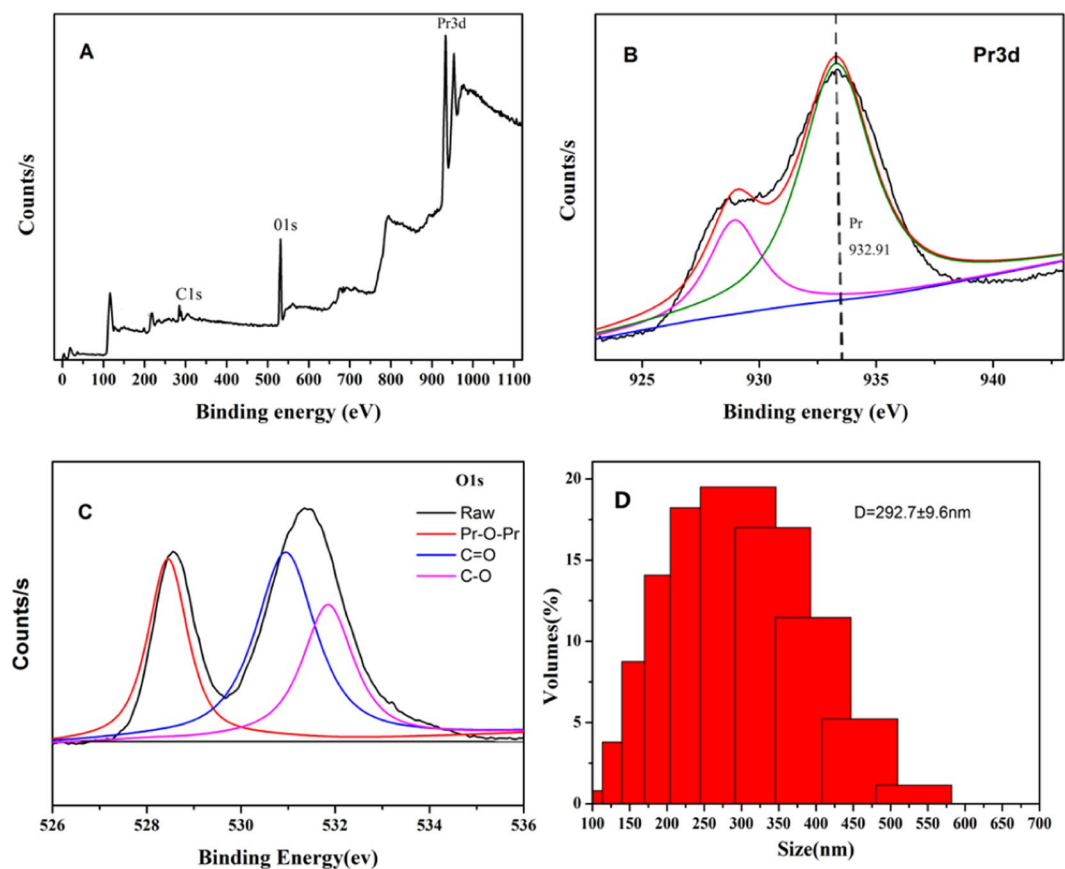 A
Pr3d
01s
C1s
Counts/s
0 100 200 300 400 500 600 700 800 900 1000 1100
Binding energy (eV)
B
Pr3d
Pr
932.91
Counts/s
925 930 935 940
Binding energy (eV)
C
O1s
Raw
Pr-O-Pr
C=O
C-O
Counts/s
526 528 530 532 534 536
Binding Energy(ev)
D
D=292.7±9.6nm
20
15
10
5
0
Volumes(%)
100 150 200 250 300 350 400 450 500 550 600 650 700
Size(nm)